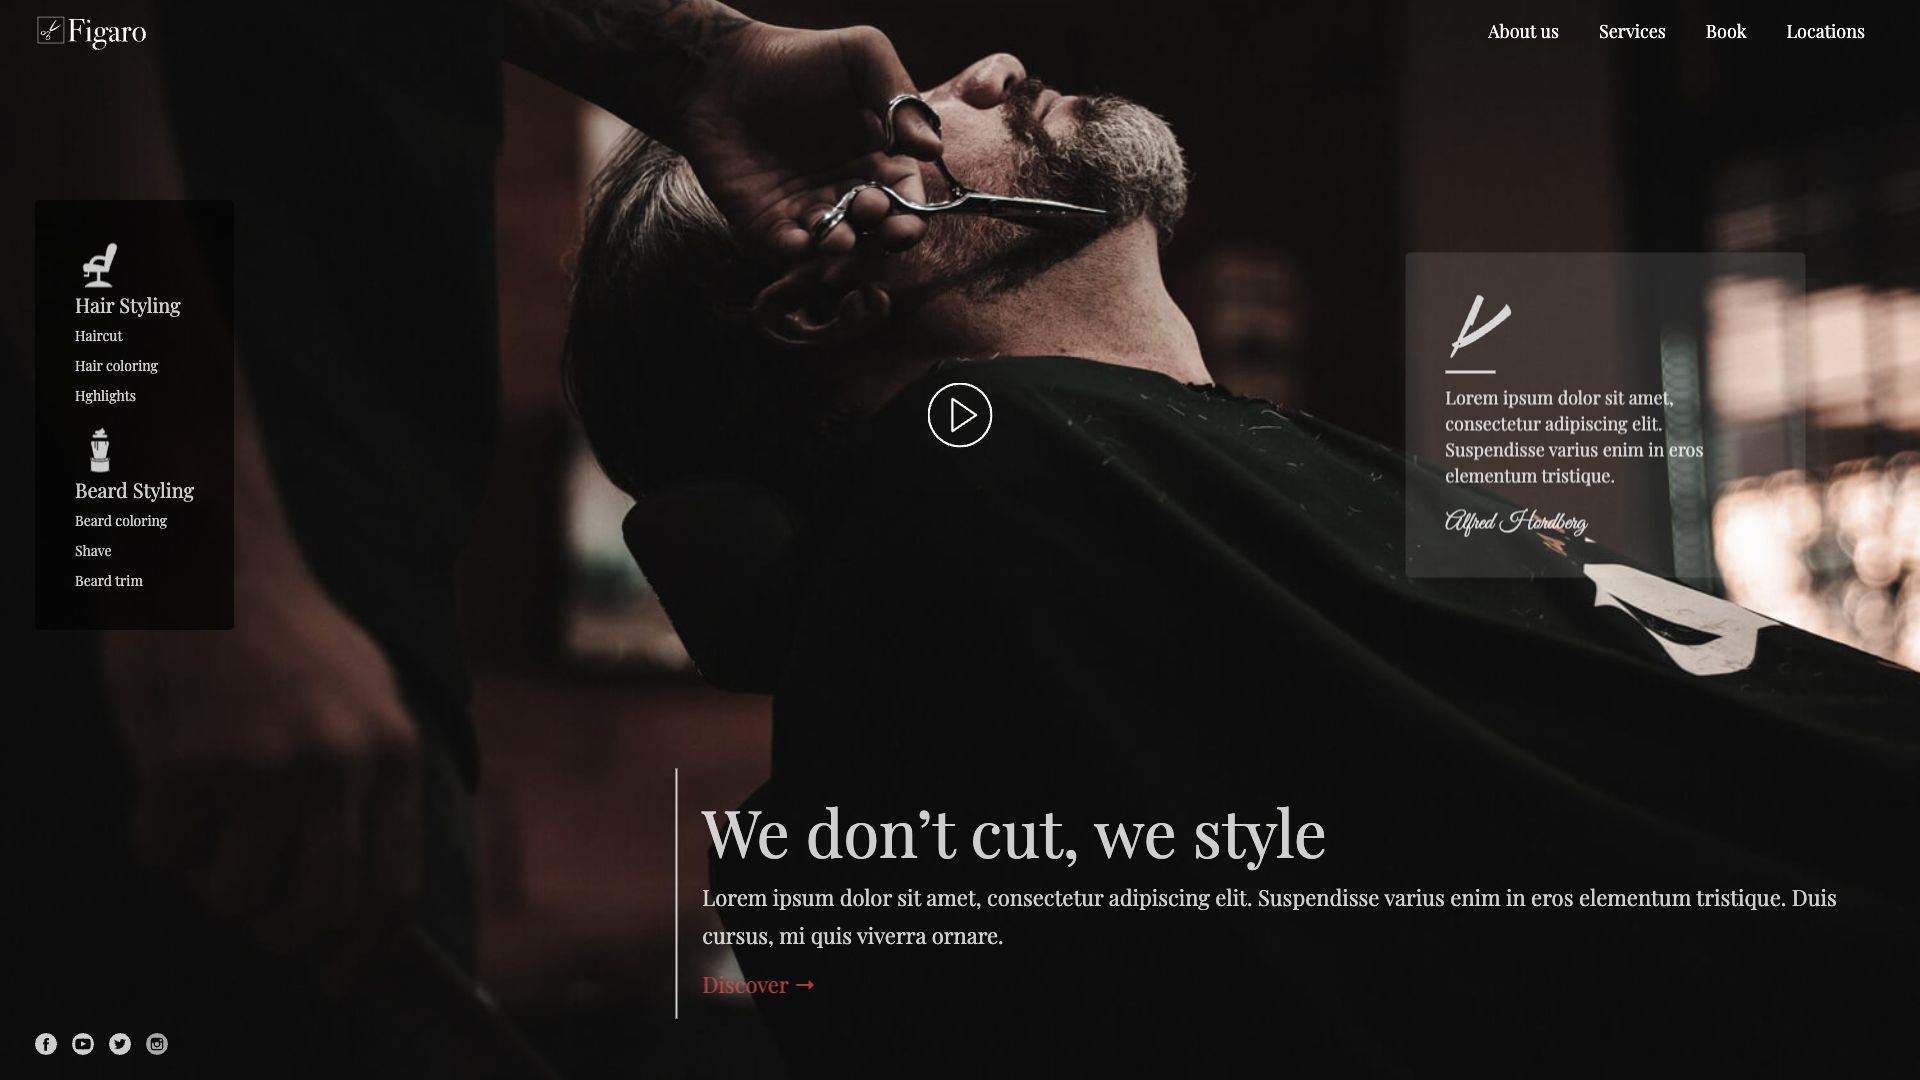 Figaro
About us
Services
Book
Locations
Hair Styling
Haircut
Hair coloring
Hghlights
Beard Styling
Beard coloring
Shave
Beard trim
Lorem ipsum dolor sit amet,
consectetur adipiscing elit.
Suspendisse varius enim in eros
elementum tristique.
Alfred Hordberg
We don’t cut, we style
Lorem ipsum dolor sit amet, consectetur adipiscing elit. Suspendisse varius enim in eros elementum tristique. Duis
cursus, mi quis viverra ornare.
Discover →